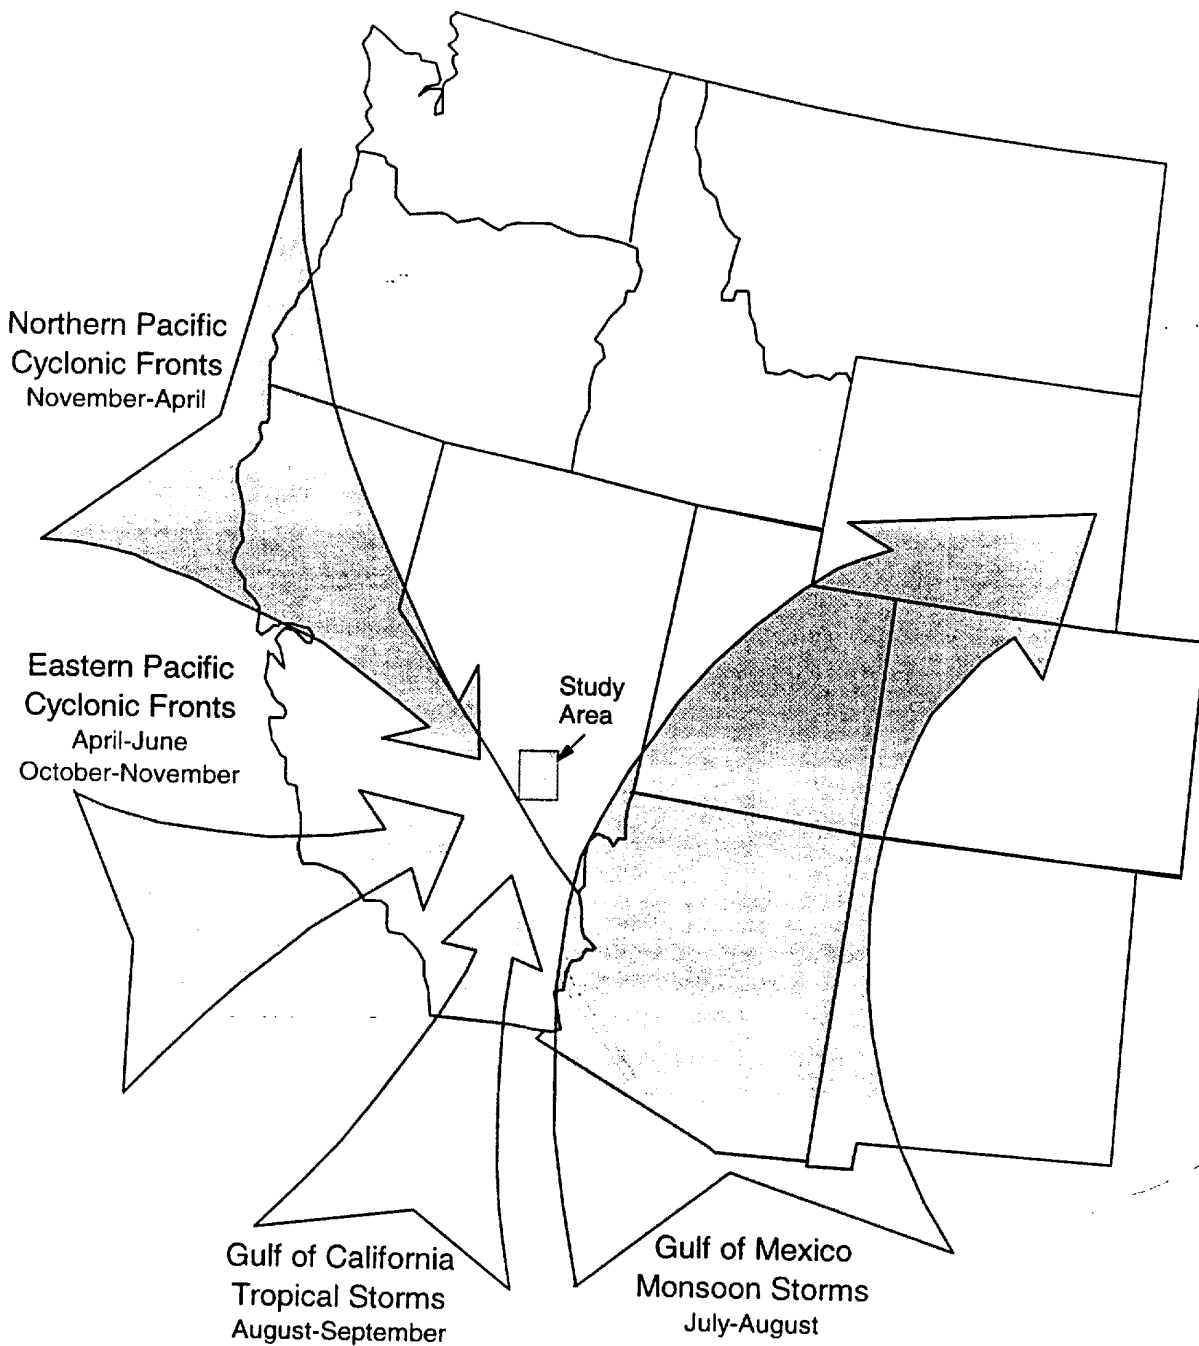 Northern Pacific
Cyclonic Fronts
November-April
Eastern Pacific
Cyclonic Fronts
April-June
October-November
Study
Area
Gulf of California
Tropical Storms
August-September
Gulf of Mexico
Monsoon Storms
July-August